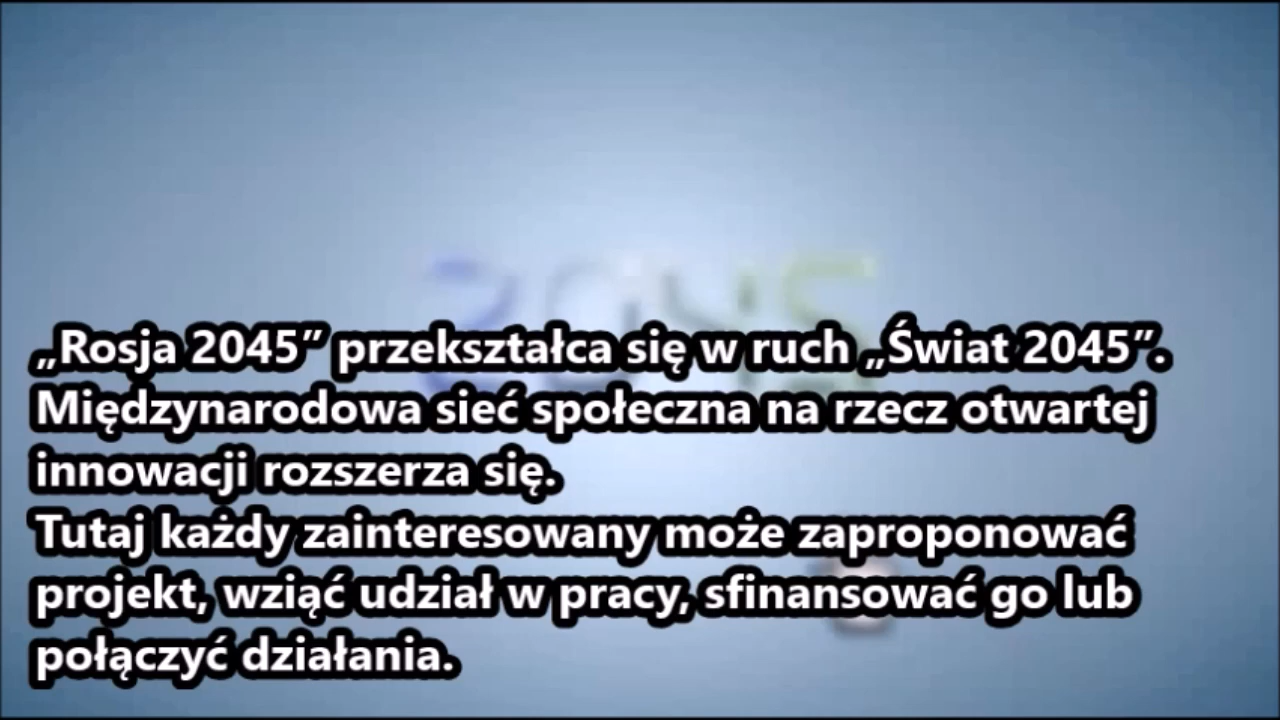 2045
„Rosja 2045” przekształca się w ruch „Świat 2045”.
Międzynarodowa sieć społeczna na rzecz otwartej
innowacji rozszerza się.
Tutaj każdy zainteresowany może zaproponować
projekt, wziąć udział w pracy, sfinansować go lub
połączyć działania.